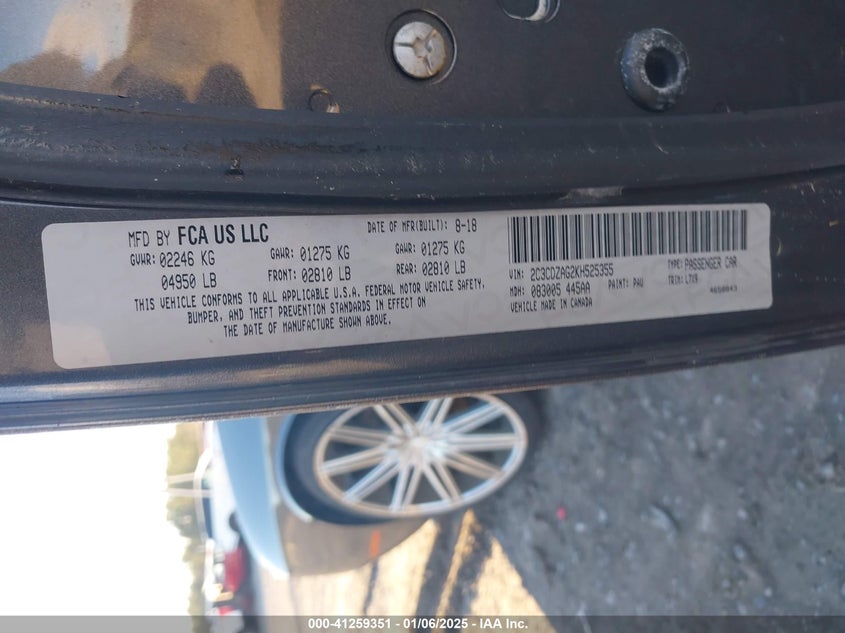 MFD BY FCA US LLC
DATE OF MFR(BUILT): 8-18
GVWR: 02246 KG
GAWR: 01275 KG
GAWR: 01275 KG
04950 LB
FRONT: 02810 LB
REAR: 02810 LB
THIS VEHICLE CONFORMS TO ALL APPLICABLE U.S.A. FEDERAL MOTOR VEHICLE SAFETY,
BUMPER, AND THEFT PREVENTION STANDARDS IN EFFECT ON
THE DATE OF MANUFACTURE SHOWN ABOVE.
VIN: 2C3CDZAG2KH525355
TYPE: PASSENGER CAR
MDH: 083005 445AA
PAINT: PAU
TRIM: L7X9
VEHICLE MADE IN CANADA
4650043
000-41259351 - 01/06/2025 - IAA Inc.